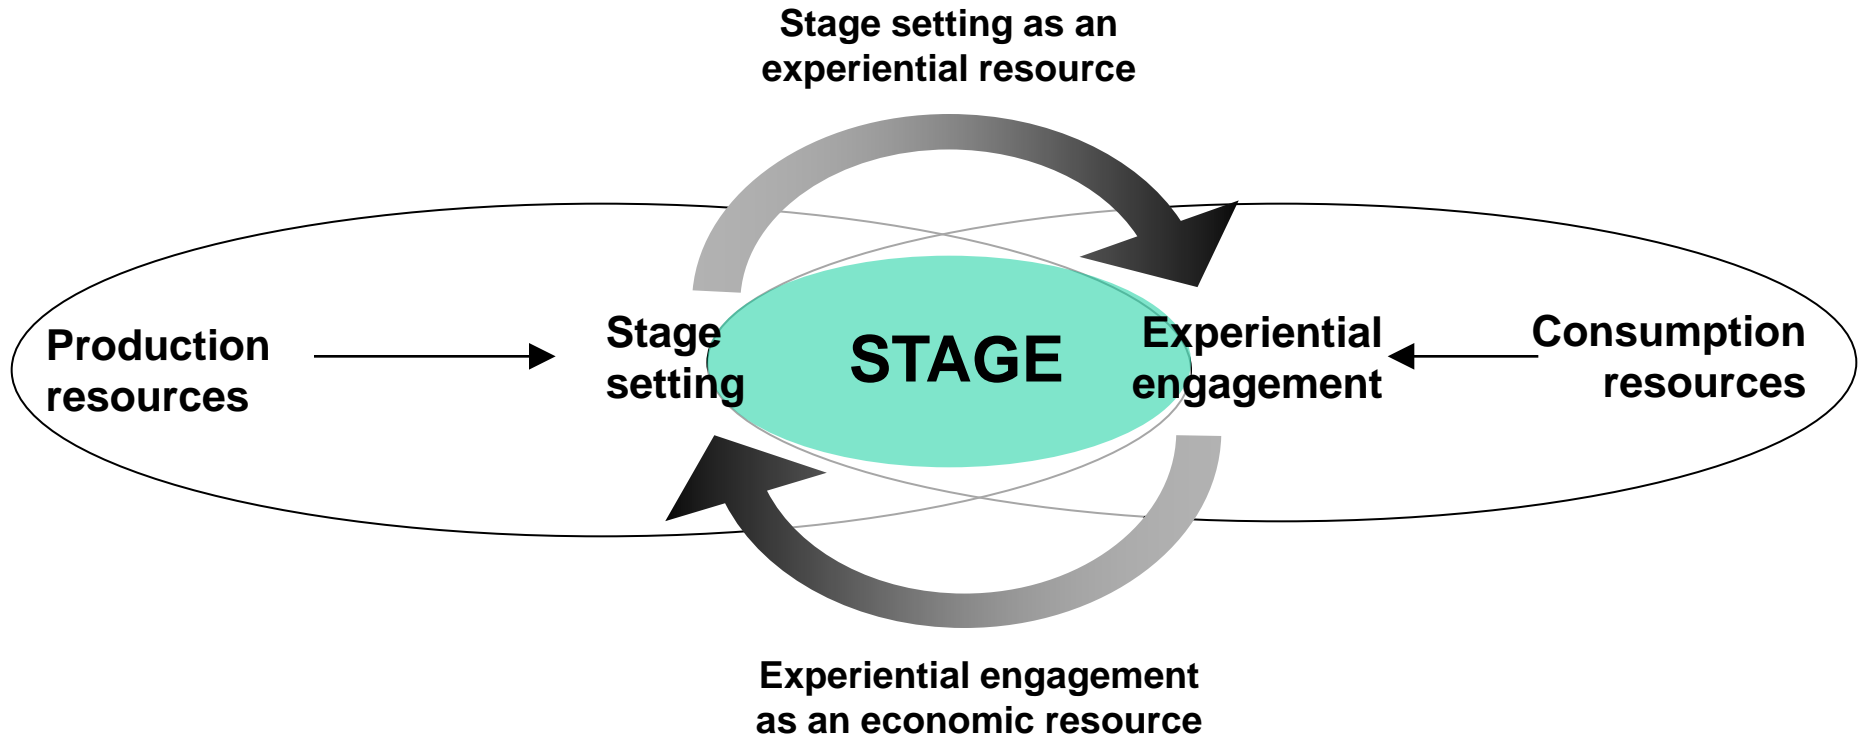 Stage setting as an
experiential resource
Production
resources
Stage
setting
STAGE
Experiential
engagement
Consumption
resources
Experiential engagement
as an economic resource